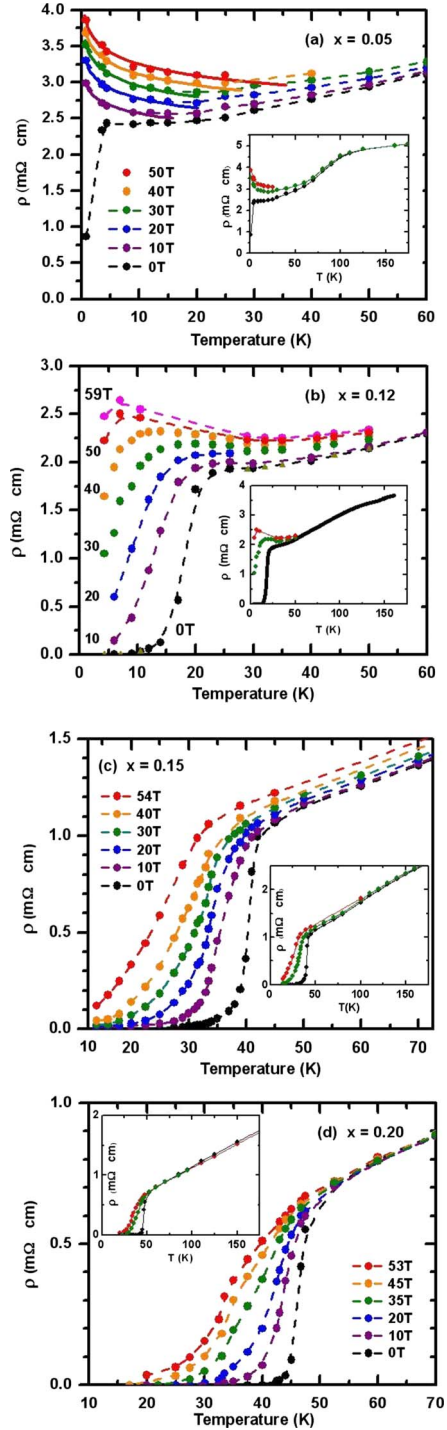 4.0
(a) x = 0.05
3.5
3.0
2.5
2.0
1.5
1.0
0.5
0.0
ρ (mΩ cm)
50T
40T
30T
20T
10T
0T
5
4
3
2
1
0
ρ (mΩ cm)
0 25 50 75 100 125 150
T (K)
0 10 20 30 40 50 60
Temperature (K)
3.0
(b) x = 0.12
2.5
2.0
1.5
1.0
0.5
0.0
ρ (mΩ cm)
59T
50
40
30
20
10
0T
4
3
2
1
0
ρ (mΩ cm)
0 50 100 150
T (K)
0 10 20 30 40 50 60
Temperature (K)
1.5
(c) x = 0.15
1.0
0.5
0.0
ρ (mΩ cm)
54T
40T
30T
20T
10T
0T
2
1
0
ρ (mΩ cm)
0 50 100 150
T(K)
10 20 30 40 50 60 70
Temperature (K)
1.0
(d) x = 0.20
0.5
0.0
ρ (mΩ cm)
2
1
0
ρ (mΩ cm)
0 50 100 150
T (K)
53T
45T
35T
20T
10T
0T
10 20 30 40 50 60 70
Temperature (K)